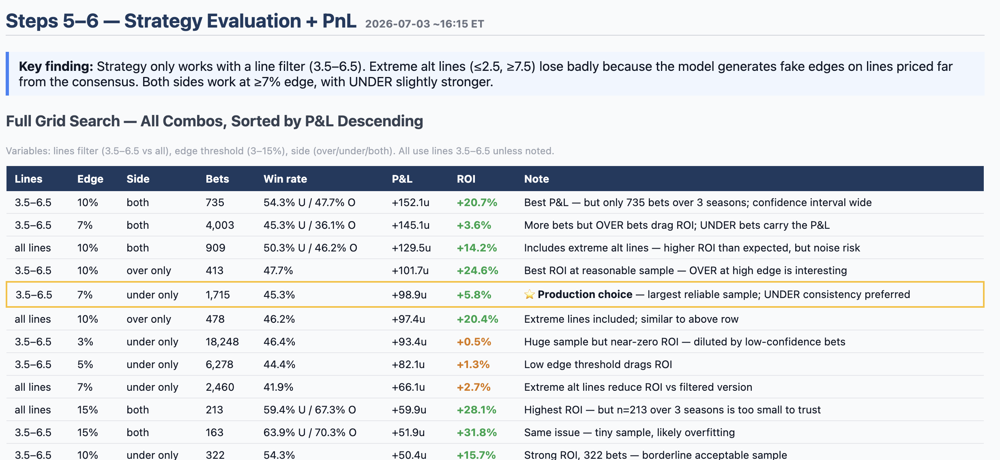 Steps 5–6 — Strategy Evaluation + PnL 2026-07-03 ~16:15 ET
Key finding: Strategy only works with a line filter (3.5–6.5). Extreme alt lines (≤2.5, ≥7.5) lose badly because the model generates fake edges on lines priced far
from the consensus. Both sides work at ≥7% edge, with UNDER slightly stronger.
Full Grid Search — All Combos, Sorted by P&L Descending
Variables: lines filter (3.5–6.5 vs all), edge threshold (3–15%), side (over/under/both). All use lines 3.5–6.5 unless noted.
Lines Edge Side Bets Win rate P&L ROI Note
3.5–6.5 10% both 735 54.3% U / 47.7% O +152.1u +20.7% Best P&L — but only 735 bets over 3 seasons; confidence interval wide
3.5–6.5 7% both 4,003 45.3% U / 36.1% O +145.1u +3.6% More bets but OVER bets drag ROI; UNDER bets carry the P&L
all lines 10% both 909 50.3% U / 46.2% O +129.5u +14.2% Includes extreme alt lines — higher ROI than expected, but noise risk
3.5–6.5 10% over only 413 47.7% +101.7u +24.6% Best ROI at reasonable sample — OVER at high edge is interesting
3.5–6.5 7% under only 1,715 45.3% +98.9u +5.8% ⭐ Production choice — largest reliable sample; UNDER consistency preferred
all lines 10% over only 478 46.2% +97.4u +20.4% Extreme lines included; similar to above row
3.5–6.5 3% under only 18,248 46.4% +93.4u +0.5% Huge sample but near-zero ROI — diluted by low-confidence bets
3.5–6.5 5% under only 6,278 44.4% +82.1u +1.3% Low edge threshold drags ROI
all lines 7% under only 2,460 41.9% +66.1u +2.7% Extreme alt lines reduce ROI vs filtered version
all lines 15% both 213 59.4% U / 67.3% O +59.9u +28.1% Highest ROI — but n=213 over 3 seasons is too small to trust
3.5–6.5 15% both 163 63.9% U / 70.3% O +51.9u +31.8% Same issue — tiny sample, likely overfitting
3.5–6.5 10% under only 322 54.3% +50.4u +15.7% Strong ROI, 322 bets — borderline acceptable sample